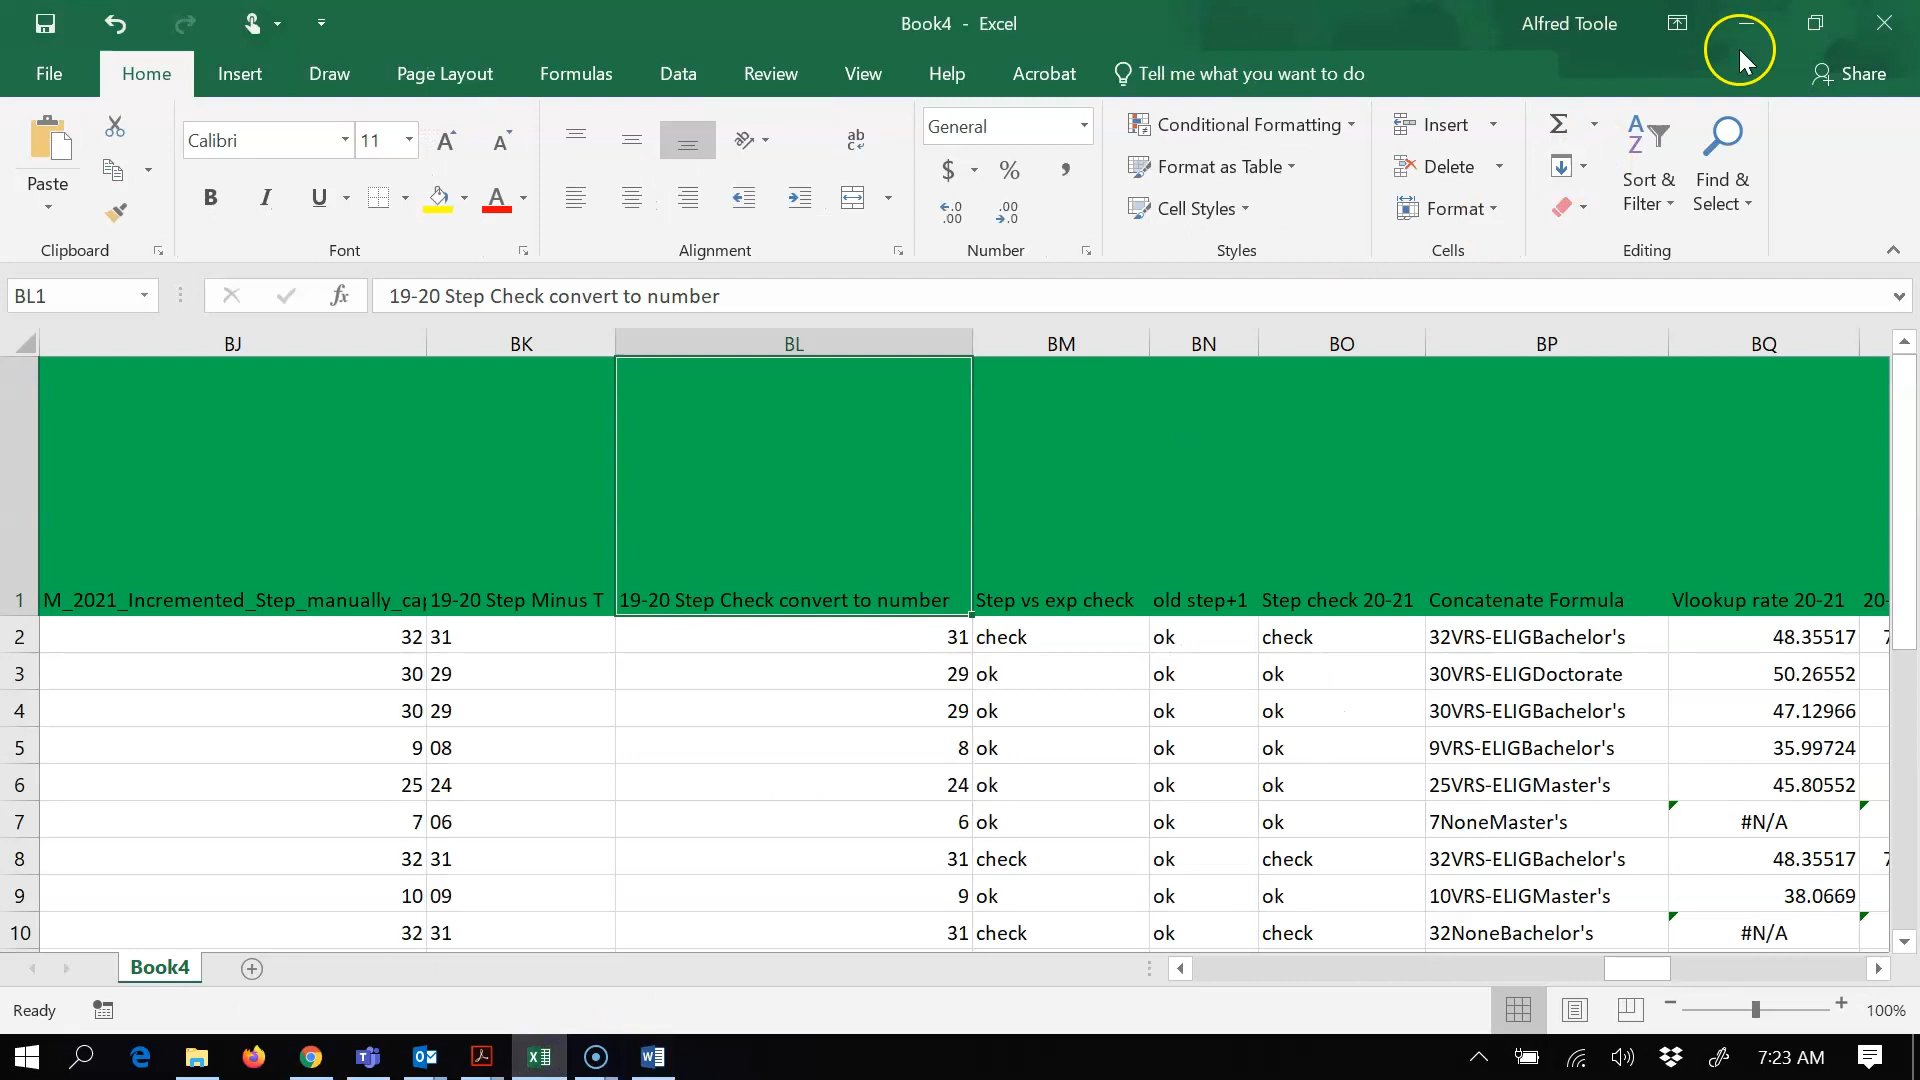 Book4 - Excel
Alfred Toole
File Home Insert Draw Page Layout Formulas Data Review View Help Acrobat Tell me what you want to do Share
Paste
Clipboard
Calibri 11
B I U A
Font
ab
Alignment
General
$ % ,
Number
Conditional Formatting
Format as Table
Cell Styles
Styles
Insert
Delete
Format
Cells
Sort & Filter
Find & Select
Editing
BL1 fx 19-20 Step Check convert to number
BJ BK BL BM BN BO BP BQ
1 M_2021_Incremented_Step_manually_cap 19-20 Step Minus T 19-20 Step Check convert to number Step vs exp check old step+1 Step check 20-21 Concatenate Formula Vlookup rate 20-21 20-
2 32 31 31 check ok check 32VRS-ELIGBachelor's 48.35517 7
3 30 29 29 ok ok ok 30VRS-ELIGDoctorate 50.26552
4 30 29 29 ok ok ok 30VRS-ELIGBachelor's 47.12966
5 9 08 8 ok ok ok 9VRS-ELIGBachelor's 35.99724
6 25 24 24 ok ok ok 25VRS-ELIGMaster's 45.80552
7 7 06 6 ok ok ok 7NoneMaster's #N/A
8 32 31 31 check ok check 32VRS-ELIGBachelor's 48.35517 7
9 10 09 9 ok ok ok 10VRS-ELIGMaster's 38.0669
10 32 31 31 check ok check 32NoneBachelor's #N/A
Book4
Ready 100%
7:23 AM